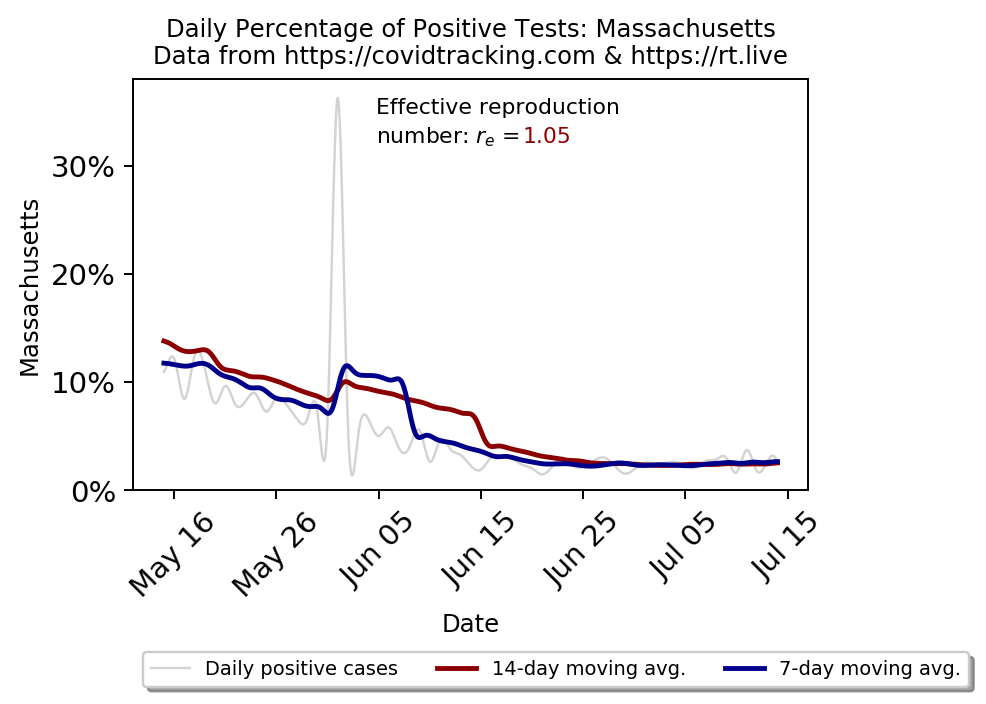 Daily Percentage of Positive Tests: Massachusetts
Data from https://covidtracking.com & https://rt.live
Effective reproduction
number: rₑ =1.05
30%
20%
10%
0%
Massachusetts
May 16
May 26
Jun 05
Jun 15
Jun 25
Jul 05
Jul 15
Date
Daily positive cases
14-day moving avg.
7-day moving avg.